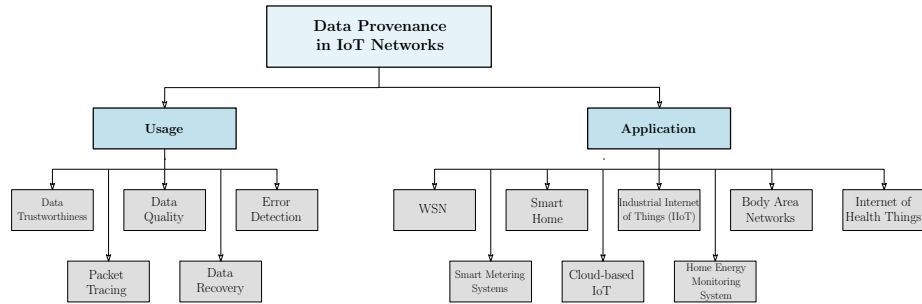 Data Provenance
in IoT Networks
Usage
Application
Data
Trustworthiness
Data
Quality
Error
Detection
WSN
Smart
Home
Industrial Internet
of Things (IIoT)
Body Area
Networks
Internet of
Health Things
Packet
Tracing
Data
Recovery
Smart Metering
Systems
Cloud-based
IoT
Home Energy
Monitoring
System